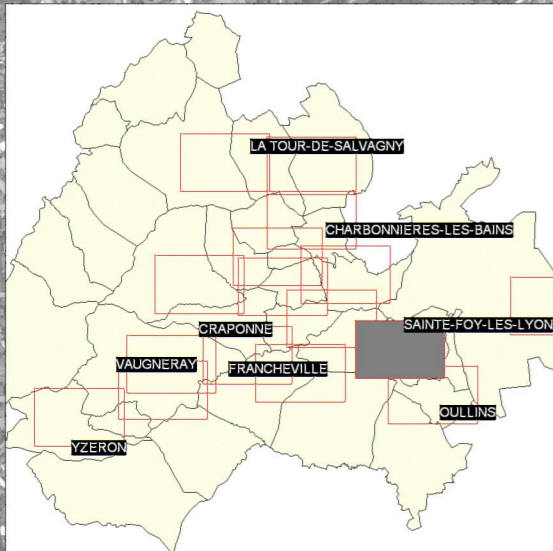 LA TOUR-DE-SALVAGNY
CHARBONNIERES-LES-BAINS
SAINTE-FOY-LES-LYON
CRAPONNE
VAUGNERAY
FRANCHEVILLE
OULLINS
YZERON